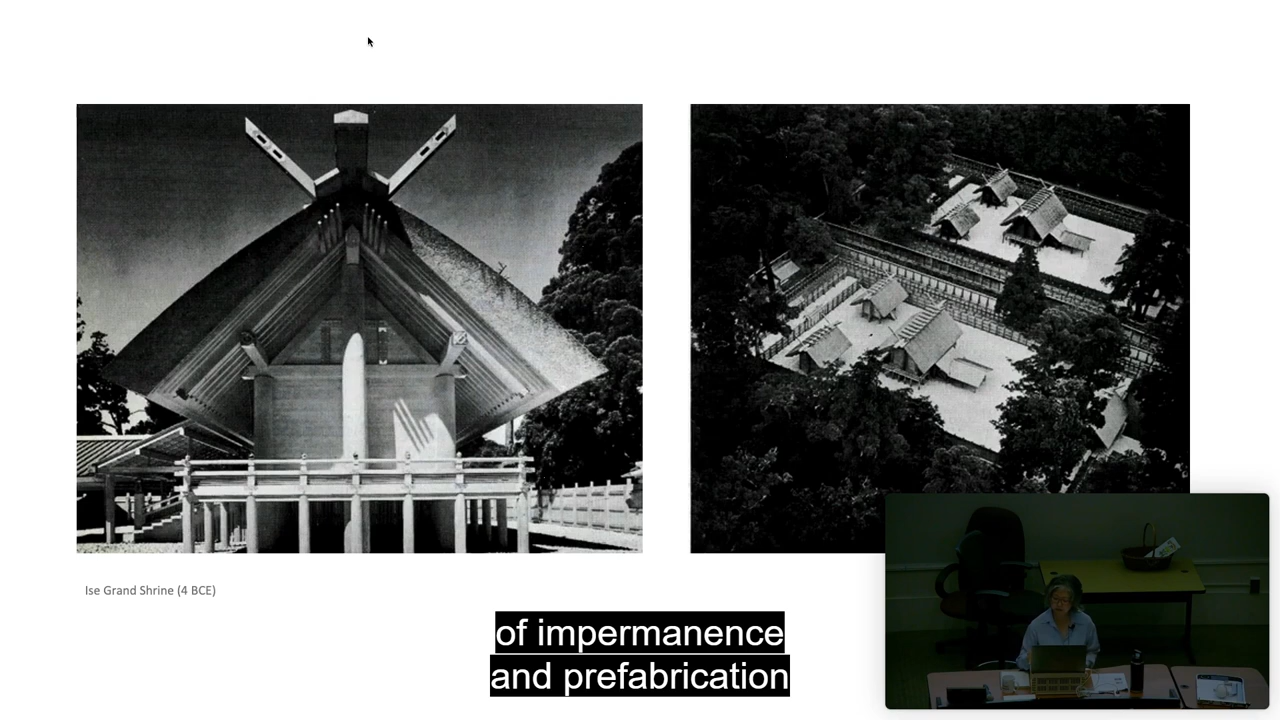 Ise Grand Shrine (4 BCE)
of impermanence
and prefabrication